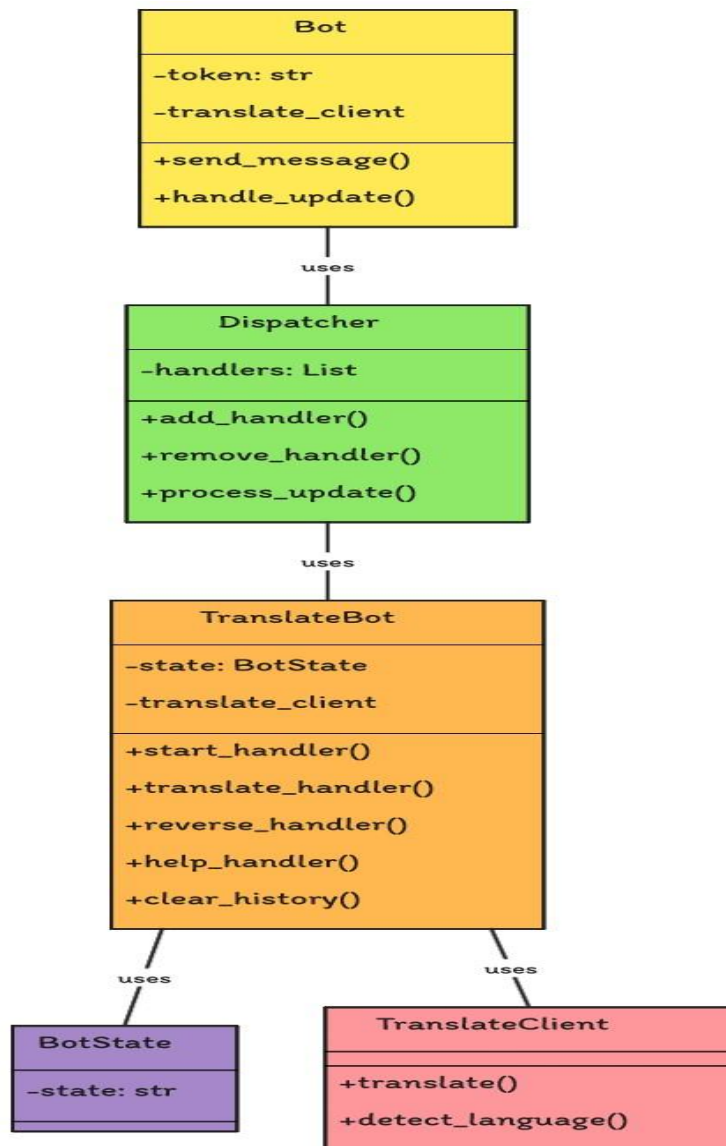 Bot
-token: str
-translate_client
+send_message()
+handle_update()
uses
Dispatcher
-handlers: List
+add_handler()
+remove_handler()
+process_update()
uses
TranslateBot
-state: BotState
-translate_client
+start_handler()
+translate_handler()
+reverse_handler()
+help_handler()
+clear_history()
uses
uses
BotState
-state: str
TranslateClient
+translate()
+detect_language()